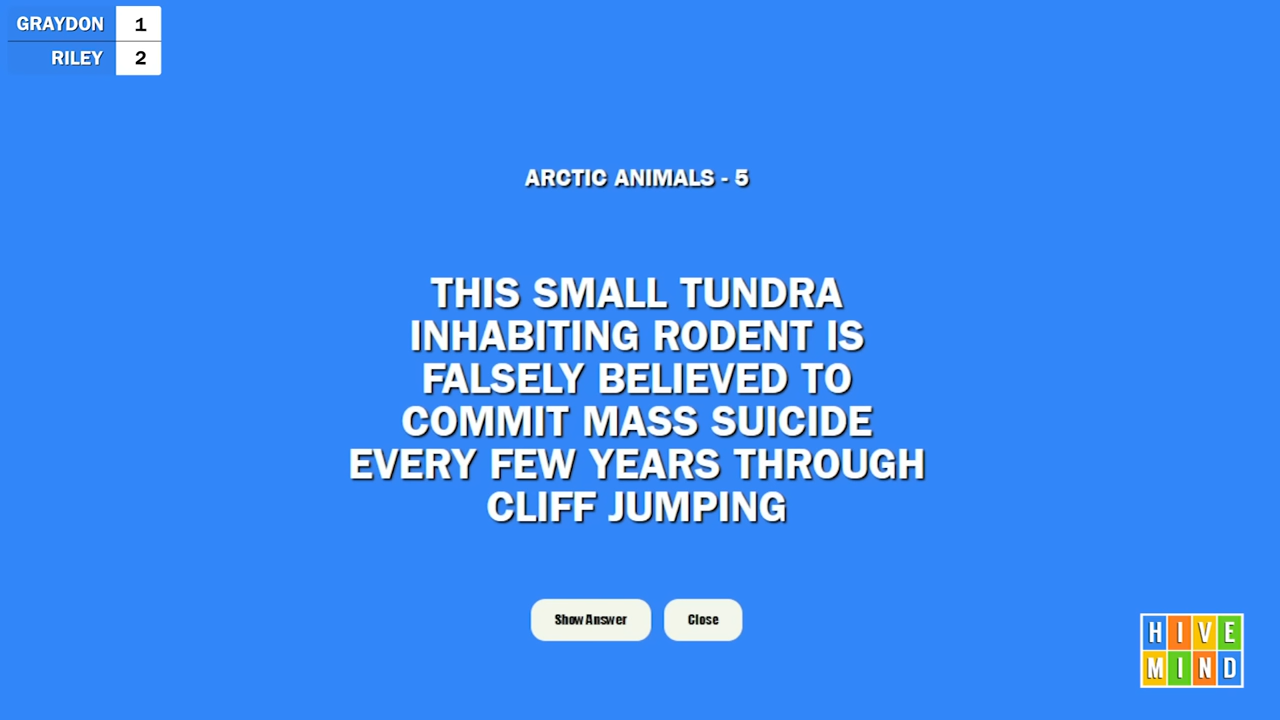 GRAYDON 1
RILEY 2
ARCTIC ANIMALS - 5
THIS SMALL TUNDRA
INHABITING RODENT IS
FALSELY BELIEVED TO
COMMIT MASS SUICIDE
EVERY FEW YEARS THROUGH
CLIFF JUMPING
Show Answer
Close
HIVE
MIND